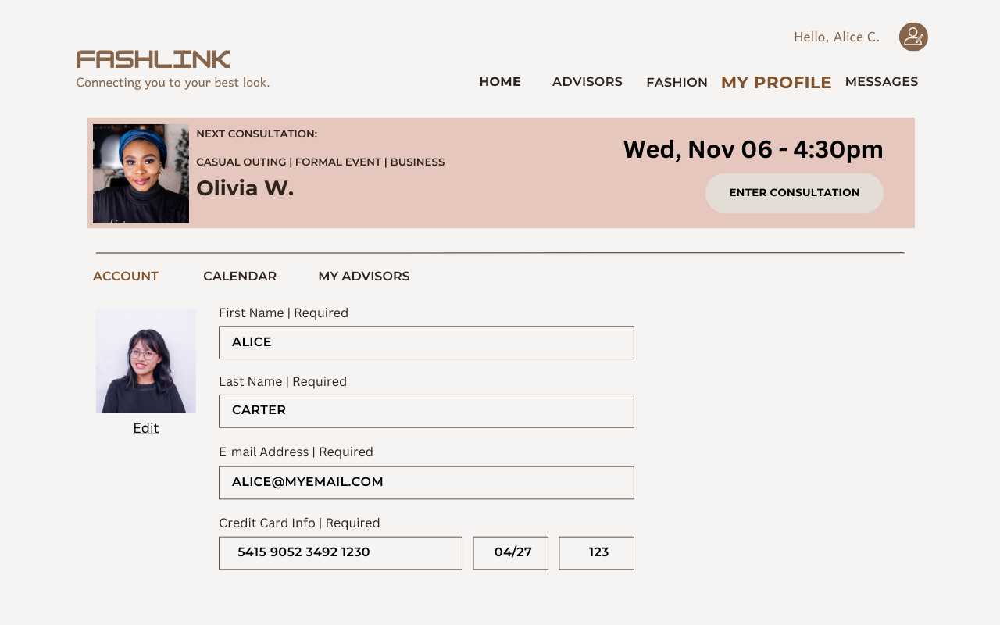 Hello, Alice C.
FASHLINK
Connecting you to your best look.
HOME ADVISORS FASHION MY PROFILE MESSAGES
NEXT CONSULTATION:
CASUAL OUTING | FORMAL EVENT | BUSINESS
Olivia W.
Wed, Nov 06 - 4:30pm
ENTER CONSULTATION
ACCOUNT CALENDAR MY ADVISORS
Edit
First Name | Required
ALICE
Last Name | Required
CARTER
E-mail Address | Required
ALICE@MYEMAIL.COM
Credit Card Info | Required
5415 9052 3492 1230 04/27 123